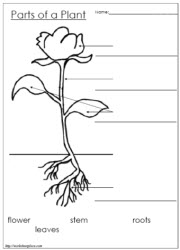 Parts of a Plant Name:
flower stem roots
leaves